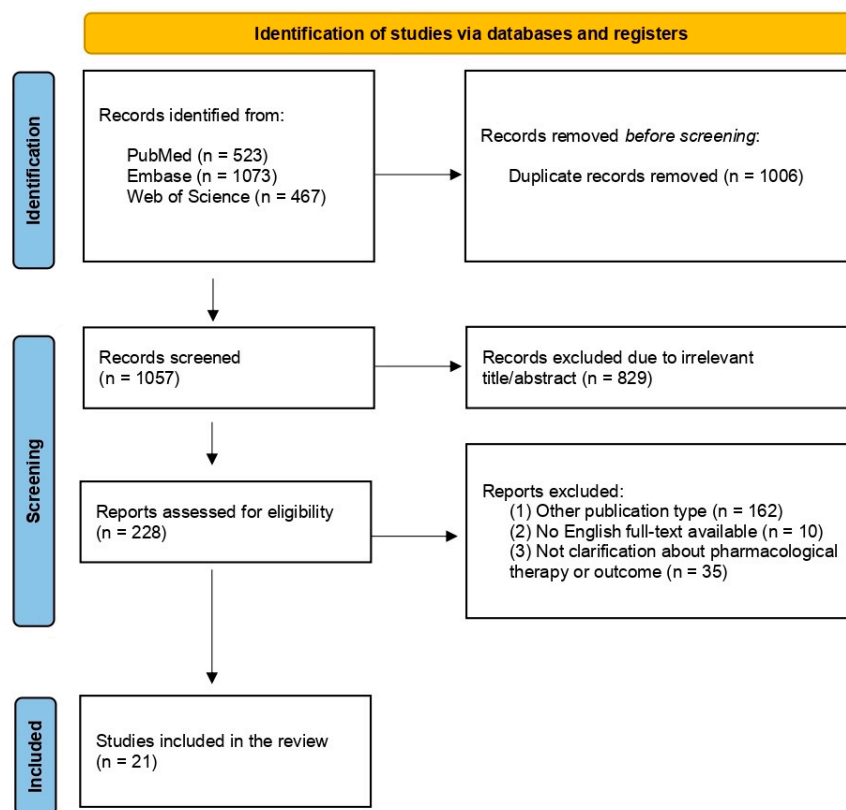 Identification of studies via databases and registers
Identification
Records identified from:
PubMed (n = 523)
Embase (n = 1073)
Web of Science (n = 467)
Records removed before screening:
Duplicate records removed (n = 1006)
Screening
Records screened
(n = 1057)
Records excluded due to irrelevant
title/abstract (n = 829)
Reports assessed for eligibility
(n = 228)
Reports excluded:
(1) Other publication type (n = 162)
(2) No English full-text available (n = 10)
(3) Not clarification about pharmacological
therapy or outcome (n = 35)
Included
Studies included in the review
(n = 21)